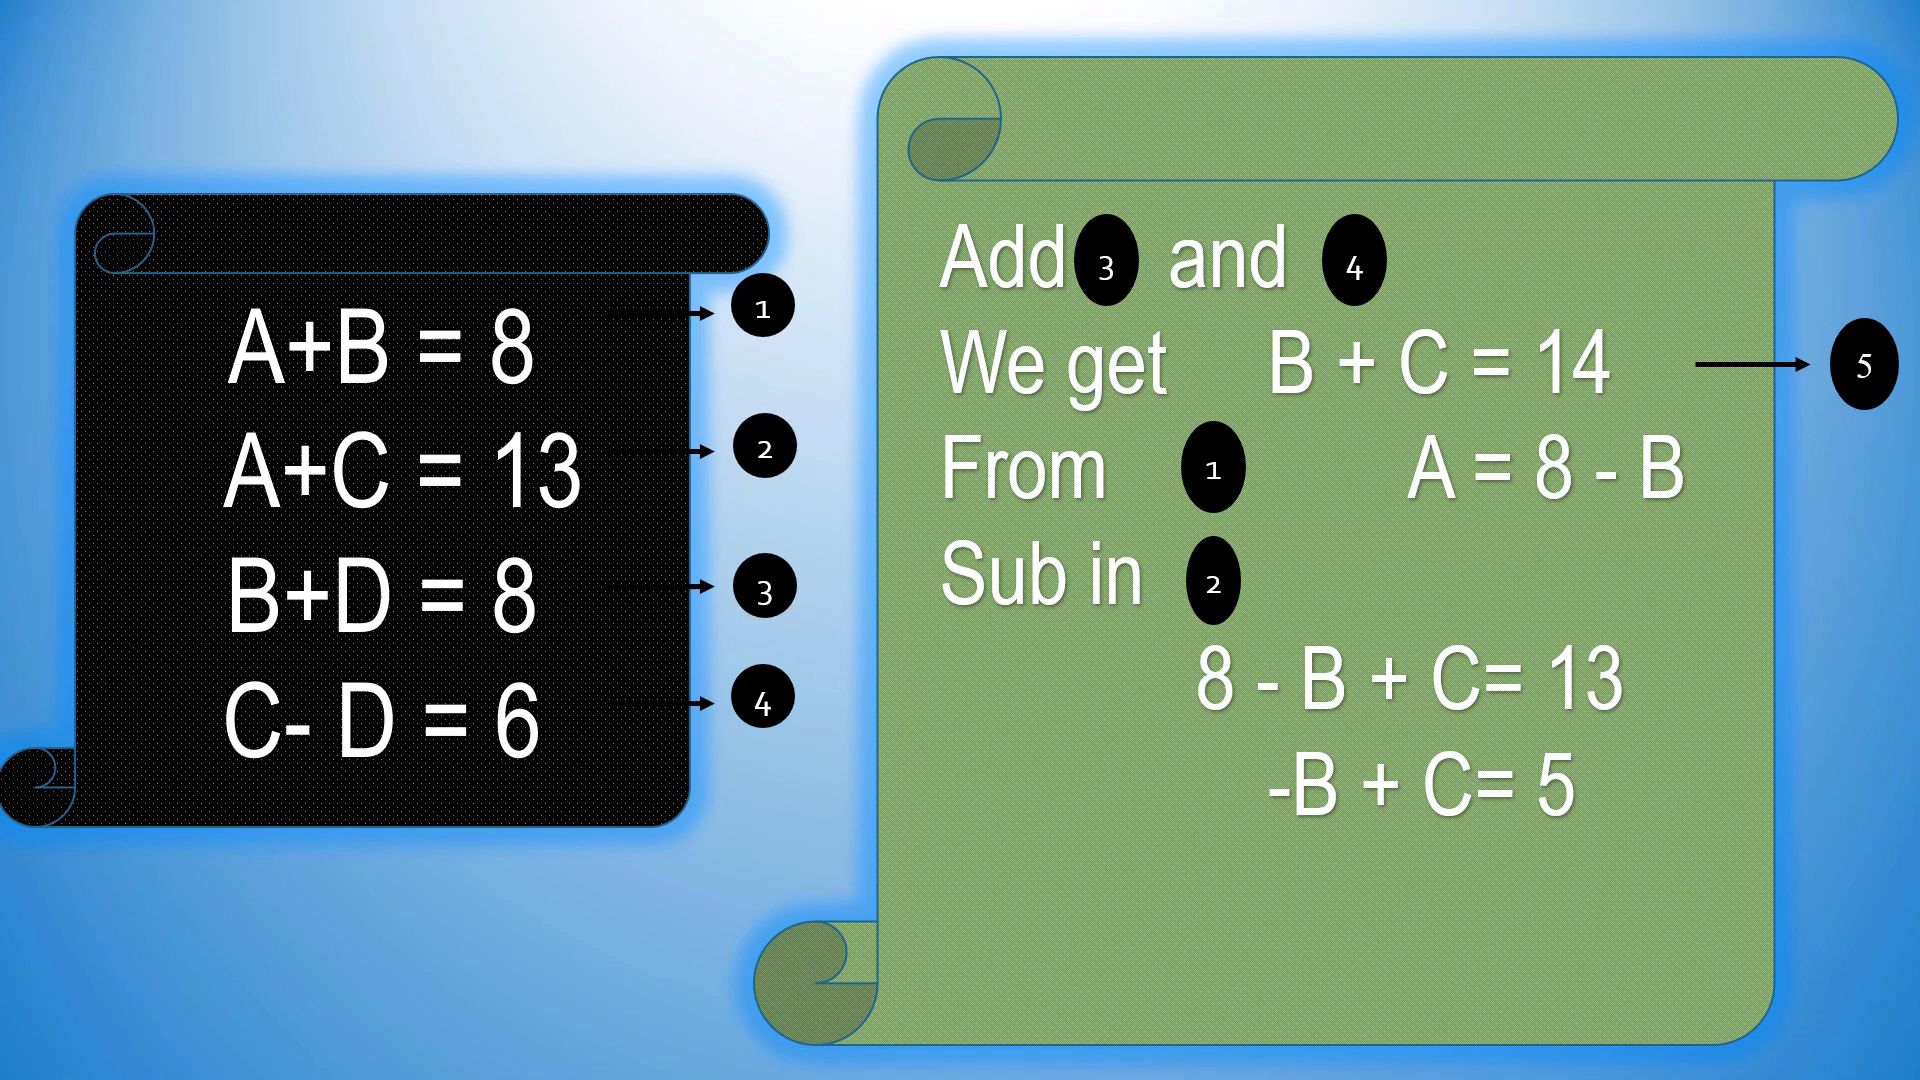 A+B = 8
1
A+C = 13
2
B+D = 8
3
C- D = 6
4
Add 3 and 4
We get B + C = 14
5
From 1 A = 8 - B
Sub in 2
8 - B + C= 13
-B + C= 5